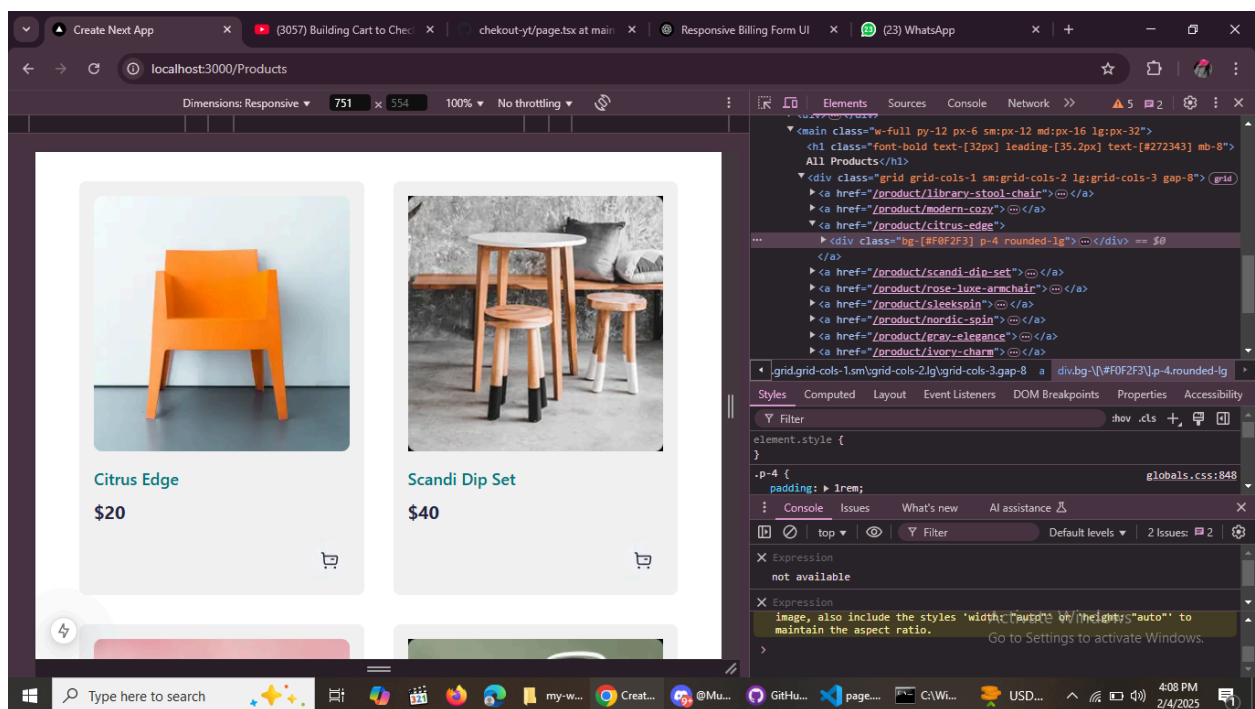 Create Next App
(3057) Building Cart to Chec
chekout-yt/page.tsx at main
Responsive Billing Form UI
(23) WhatsApp
localhost:3000/Products
Dimensions: Responsive
751 x 554
100%
No throttling
Elements
Sources
Console
Network
5
2
<main class="w-full py-12 px-6 sm:px-12 md:px-16 lg:px-32">
<h1 class="font-bold text-[32px] leading-[35.2px] text-[#272343] mb-8">
All Products</h1>
<div class="grid grid-cols-1 sm:grid-cols-2 lg:grid-cols-3 gap-8"> grid
<a href="/product/library-stool-chair"> … </a>
<a href="/product/modern-cozy"> … </a>
<a href="/product/citrus-edge">
… <div class="bg-[#F0F2F3] p-4 rounded-lg"> … </div> == $0
</a>
<a href="/product/scandi-dip-set"> … </a>
<a href="/product/rose-luxe-armchair"> … </a>
<a href="/product/sleekspin"> … </a>
<a href="/product/nordic-spin"> … </a>
<a href="/product/gray-elegance"> … </a>
<a href="/product/ivory-charm"> … </a>
.grid.grid-cols-1.sm\:grid-cols-2.lg\:grid-cols-3.gap-8 a div.bg-\[\#F0F2F3\].p-4.rounded-lg
Styles
Computed
Layout
Event Listeners
DOM Breakpoints
Properties
Accessibility
Filter
:hov .cls +
element.style {
}
.p-4 {
globals.css:848
padding: 1rem;
Console
Issues
What's new
AI assistance
top
Filter
Default levels
2 Issues: 2
Expression
not available
Expression
image, also include the styles 'width: "auto"' or 'height: "auto"' to
maintain the aspect ratio.
Activate Windows
Go to Settings to activate Windows.
Citrus Edge
$20
Scandi Dip Set
$40
Type here to search
my-w...
Creat...
@Mu...
GitHu...
page....
C:\Wi...
USD...
4:08 PM
2/4/2025